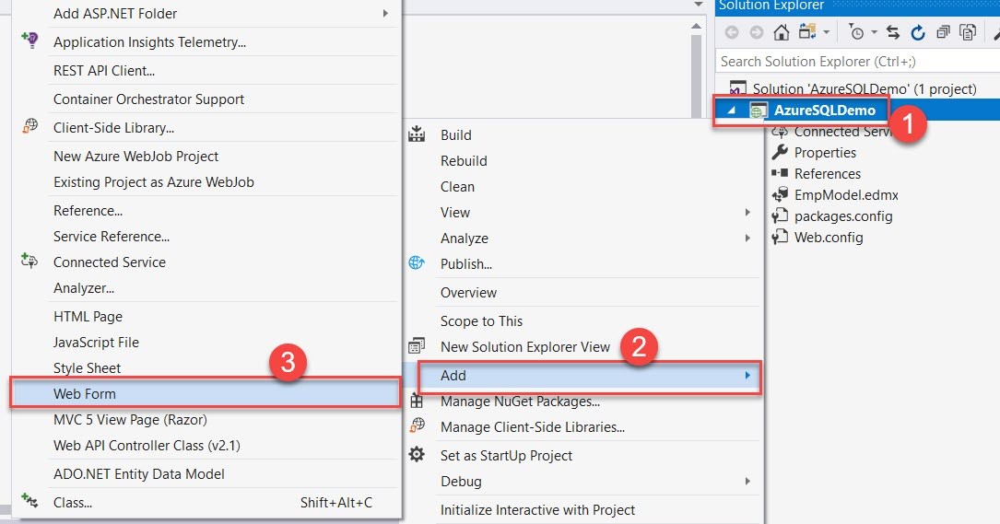 Add ASP.NET Folder
Application Insights Telemetry...
REST API Client...
Container Orchestrator Support
Client-Side Library...
New Azure WebJob Project
Existing Project as Azure WebJob
Reference...
Service Reference...
Connected Service
Analyzer...
HTML Page
JavaScript File
Style Sheet
3
Web Form
MVC 5 View Page (Razor)
Web API Controller Class (v2.1)
ADO.NET Entity Data Model
Class... Shift+Alt+C
Build
Rebuild
Clean
View
Analyze
Publish...
Overview
Scope to This
New Solution Explorer View
2
Add
Manage NuGet Packages...
Manage Client-Side Libraries...
Set as StartUp Project
Debug
Initialize Interactive with Project
Solution Explorer
Search Solution Explorer (Ctrl+;)
Solution 'AzureSQLDemo' (1 project)
AzureSQLDemo
1
Connected Servi
Properties
References
EmpModel.edmx
packages.config
Web.config